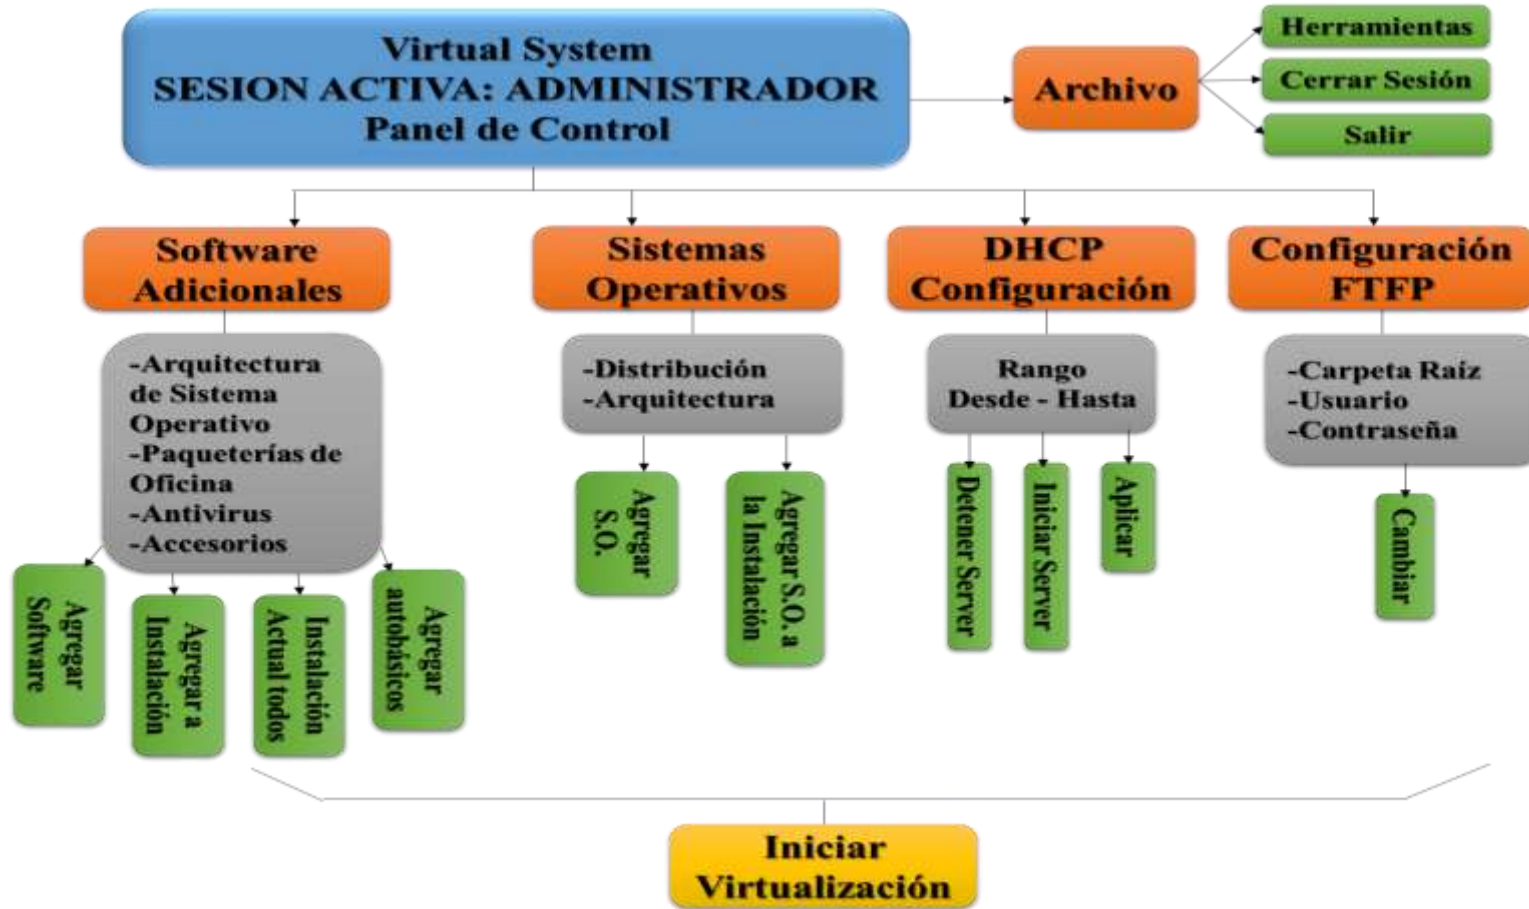 Virtual System
SESION ACTIVA: ADMINISTRADOR
Panel de Control
Archivo
Herramientas
Cerrar Sesión
Salir
Software
Adicionales
Sistemas
Operativos
DHCP
Configuración
Configuración
FTFP
-Arquitectura
de Sistema
Operativo
-Paqueterías de
Oficina
-Antivirus
-Accesorios
-Distribución
-Arquitectura
Rango
Desde - Hasta
-Carpeta Raíz
-Usuario
-Contraseña
Agregar
Software
Agregar a
Instalación
Instalación
Actual todos
Agregar
autobásicos
Agregar
S.O.
Agregar S.O. a
la Instalación
Detener Server
Iniciar Server
Aplicar
Cambiar
Iniciar
Virtualización